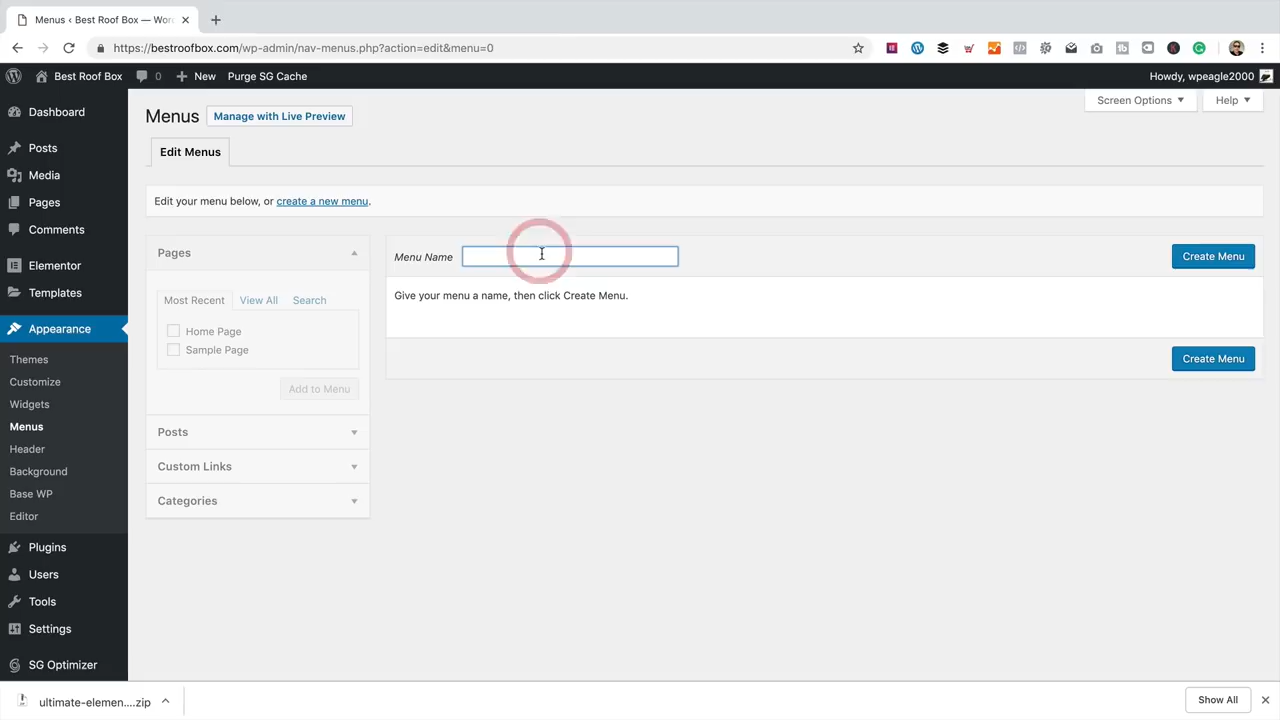 Menus ‹ Best Roof Box — Wor
https://bestroofbox.com/wp-admin/nav-menus.php?action=edit&menu=0
Best Roof Box 0 New Purge SG Cache Howdy, wpeagle2000
Dashboard
Posts
Media
Pages
Comments
Elementor
Templates
Appearance
Themes
Customize
Widgets
Menus
Header
Background
Base WP
Editor
Plugins
Users
Tools
Settings
SG Optimizer
Screen Options Help
Menus Manage with Live Preview
Edit Menus
Edit your menu below, or create a new menu.
Pages
Most Recent View All Search
Home Page
Sample Page
Add to Menu
Posts
Custom Links
Categories
Menu Name Create Menu
Give your menu a name, then click Create Menu.
Create Menu
ultimate-elemen....zip Show All